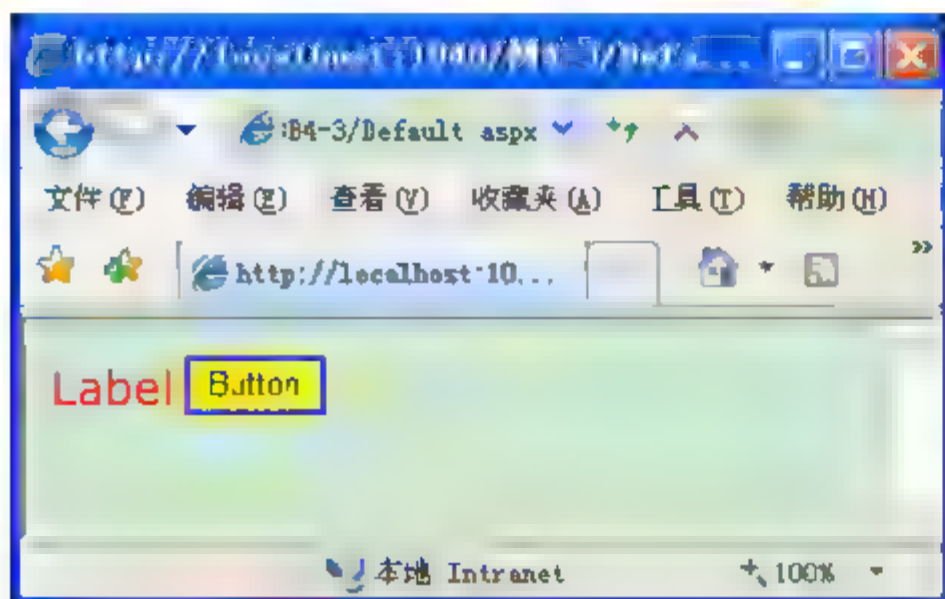 :B4-3/Default aspx
文件(F) 编辑(E) 查看(V) 收藏夹(A) 工具(T) 帮助(H)
http://localhost:10...
Label Button
本地 Intranet 100%